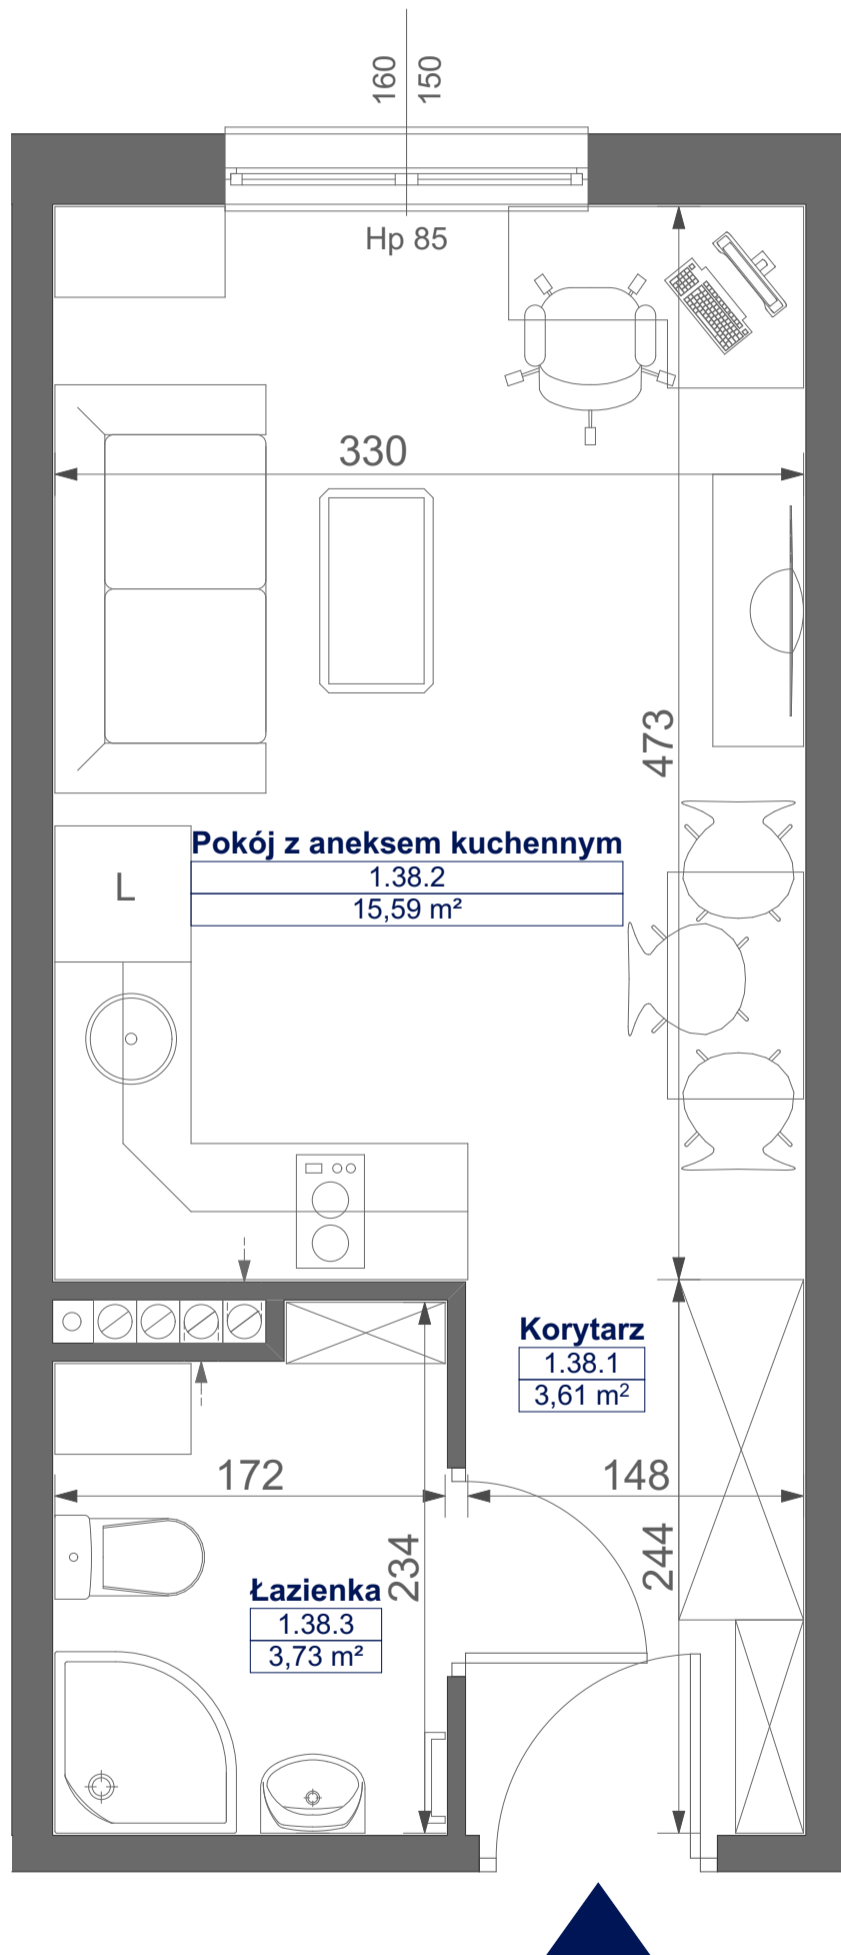 160
150
Hp 85
330
473
Pokój z aneksem kuchennym
1.38.2
15,59 m²
L
Korytarz
1.38.1
3,61 m²
172
148
234
244
Łazienka
1.38.3
3,73 m²